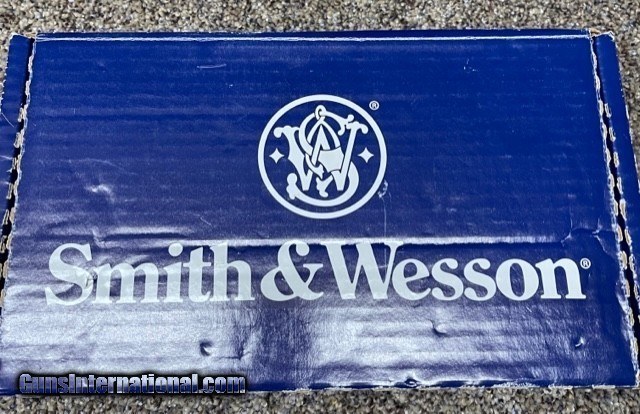 S&W ®
Smith & Wesson®
GunsInternational.com